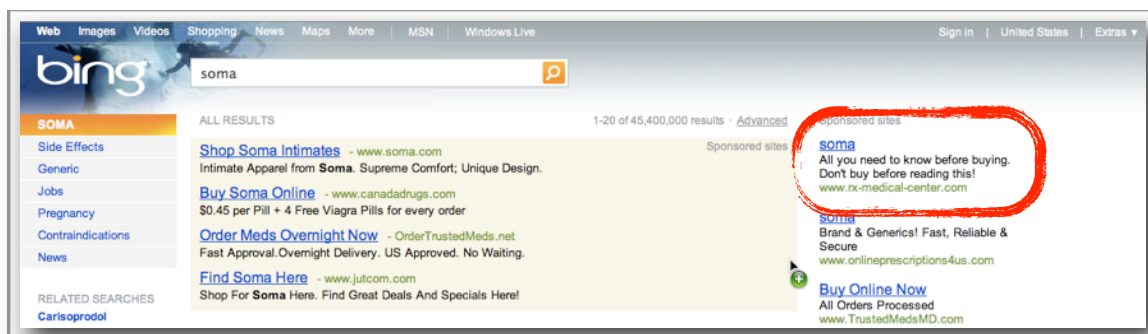 Web Images Videos Shopping News Maps More | MSN | Windows Live
Sign in | United States | Extras ▾
bing
soma
SOMA
Side Effects
Generic
Jobs
Pregnancy
Contraindications
News
RELATED SEARCHES
Carisoprodol
ALL RESULTS
1-20 of 45,400,000 results · Advanced
Shop Soma Intimates - www.soma.com
Sponsored sites
Intimate Apparel from Soma. Supreme Comfort; Unique Design.
Buy Soma Online - www.canadadrugs.com
$0.45 per Pill + 4 Free Viagra Pills for every order
Order Meds Overnight Now - OrderTrustedMeds.net
Fast Approval.Overnight Delivery. US Approved. No Waiting.
Find Soma Here - www.jutcom.com
Shop For Soma Here. Find Great Deals And Specials Here!
Sponsored sites
soma
All you need to know before buying.
Don't buy before reading this!
www.rx-medical-center.com
soma
Brand & Generics! Fast, Reliable &
Secure
www.onlineprescriptions4us.com
Buy Online Now
All Orders Processed
www.TrustedMedsMD.com